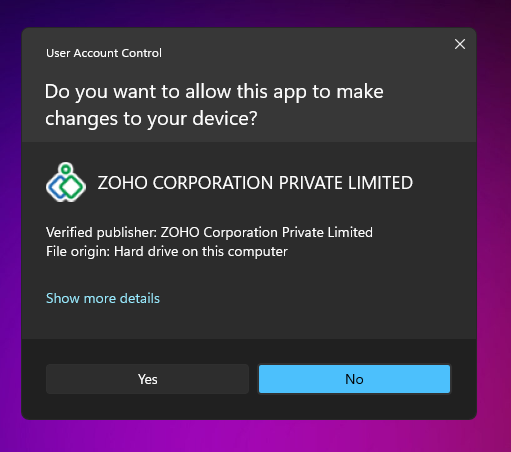 User Account Control
Do you want to allow this app to make
changes to your device?
ZOHO CORPORATION PRIVATE LIMITED
Verified publisher: ZOHO Corporation Private Limited
File origin: Hard drive on this computer
Show more details
Yes
No